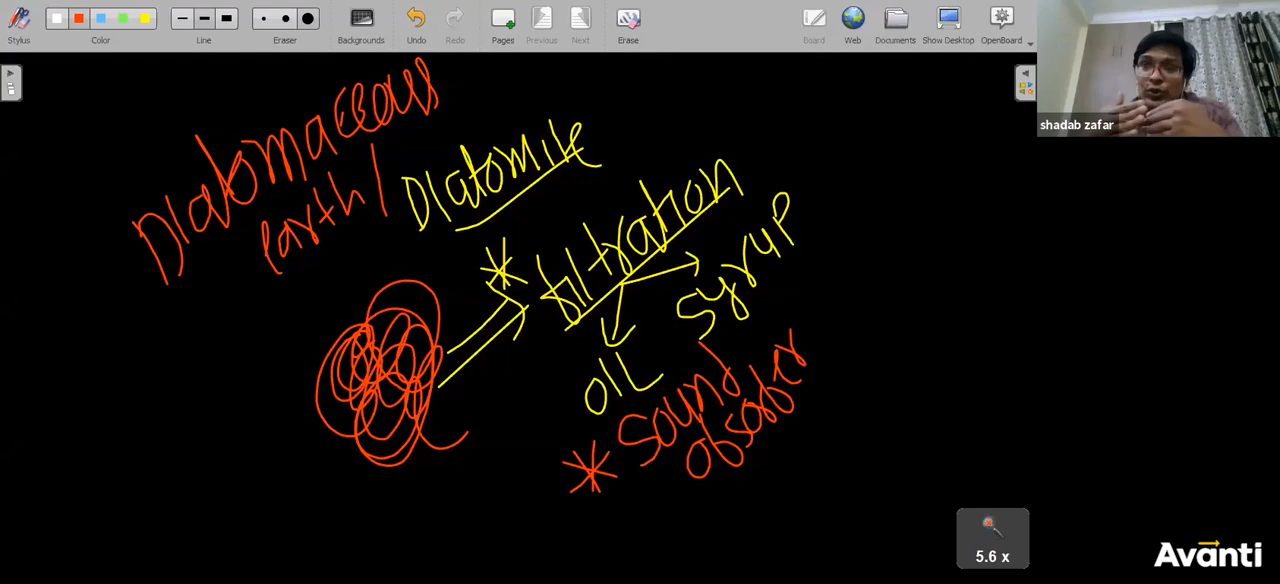 Stylus
Color
Line
Eraser
Backgrounds
Undo
Redo
Pages
Previous
Next
Erase
Board
Web
Documents
Show Desktop
OpenBoard
shadab zafar
Diatomaceous
earth /
Diatomite
* filtration
syrup
oil
* Sound
obsorber
5.6 x
Avanti